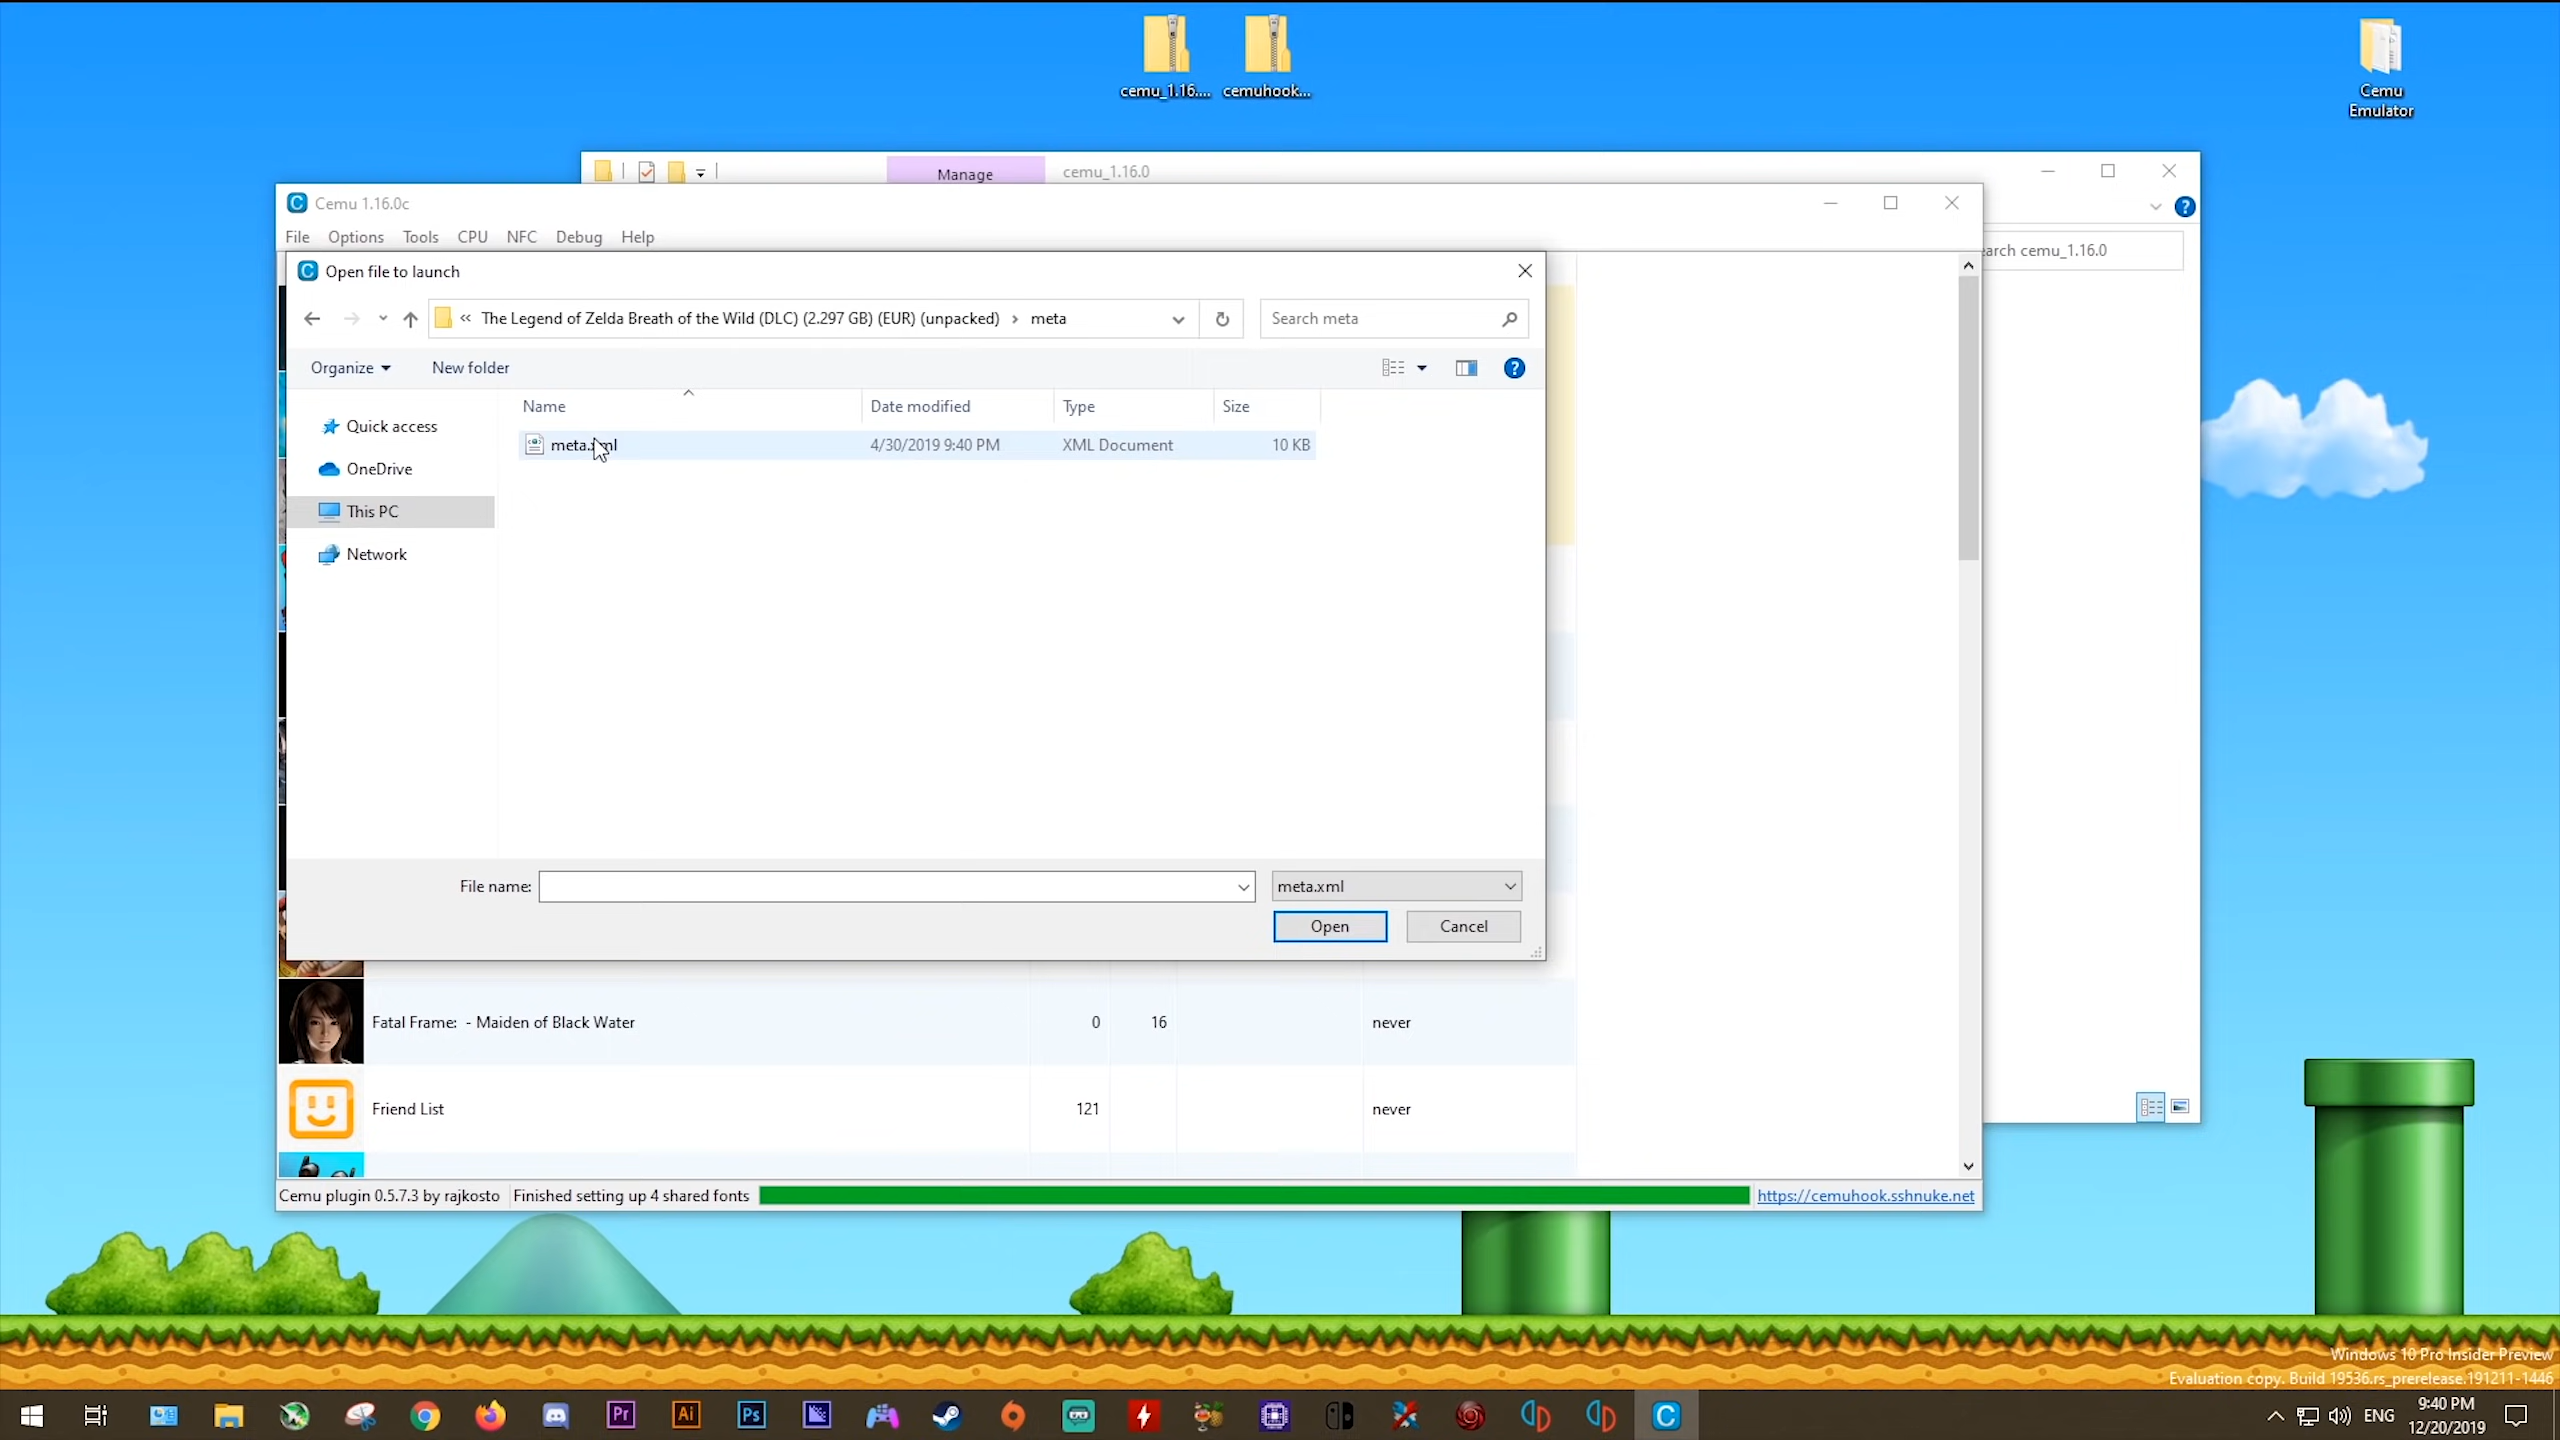 cemu_1.16....
cemuhook...
Cemu
Emulator
Manage
cemu_1.16.0
Cemu 1.16.0c
File Options Tools CPU NFC Debug Help
arch cemu_1.16.0
Open file to launch
« The Legend of Zelda Breath of the Wild (DLC) (2.297 GB) (EUR) (unpacked) › meta
Search meta
Organize
New folder
Name Date modified Type Size
Quick access
meta.xml 4/30/2019 9:40 PM XML Document 10 KB
OneDrive
This PC
Network
File name:
meta.xml
Open
Cancel
Fatal Frame: - Maiden of Black Water 0 16 never
Friend List 121 never
Cemu plugin 0.5.7.3 by rajkosto Finished setting up 4 shared fonts https://cemuhook.sshnuke.net
Windows 10 Pro Insider Preview
Evaluation copy. Build 19536.rs_prerelease.191211-1446
Pr
Ai
Ps
ENG
9:40 PM
12/20/2019